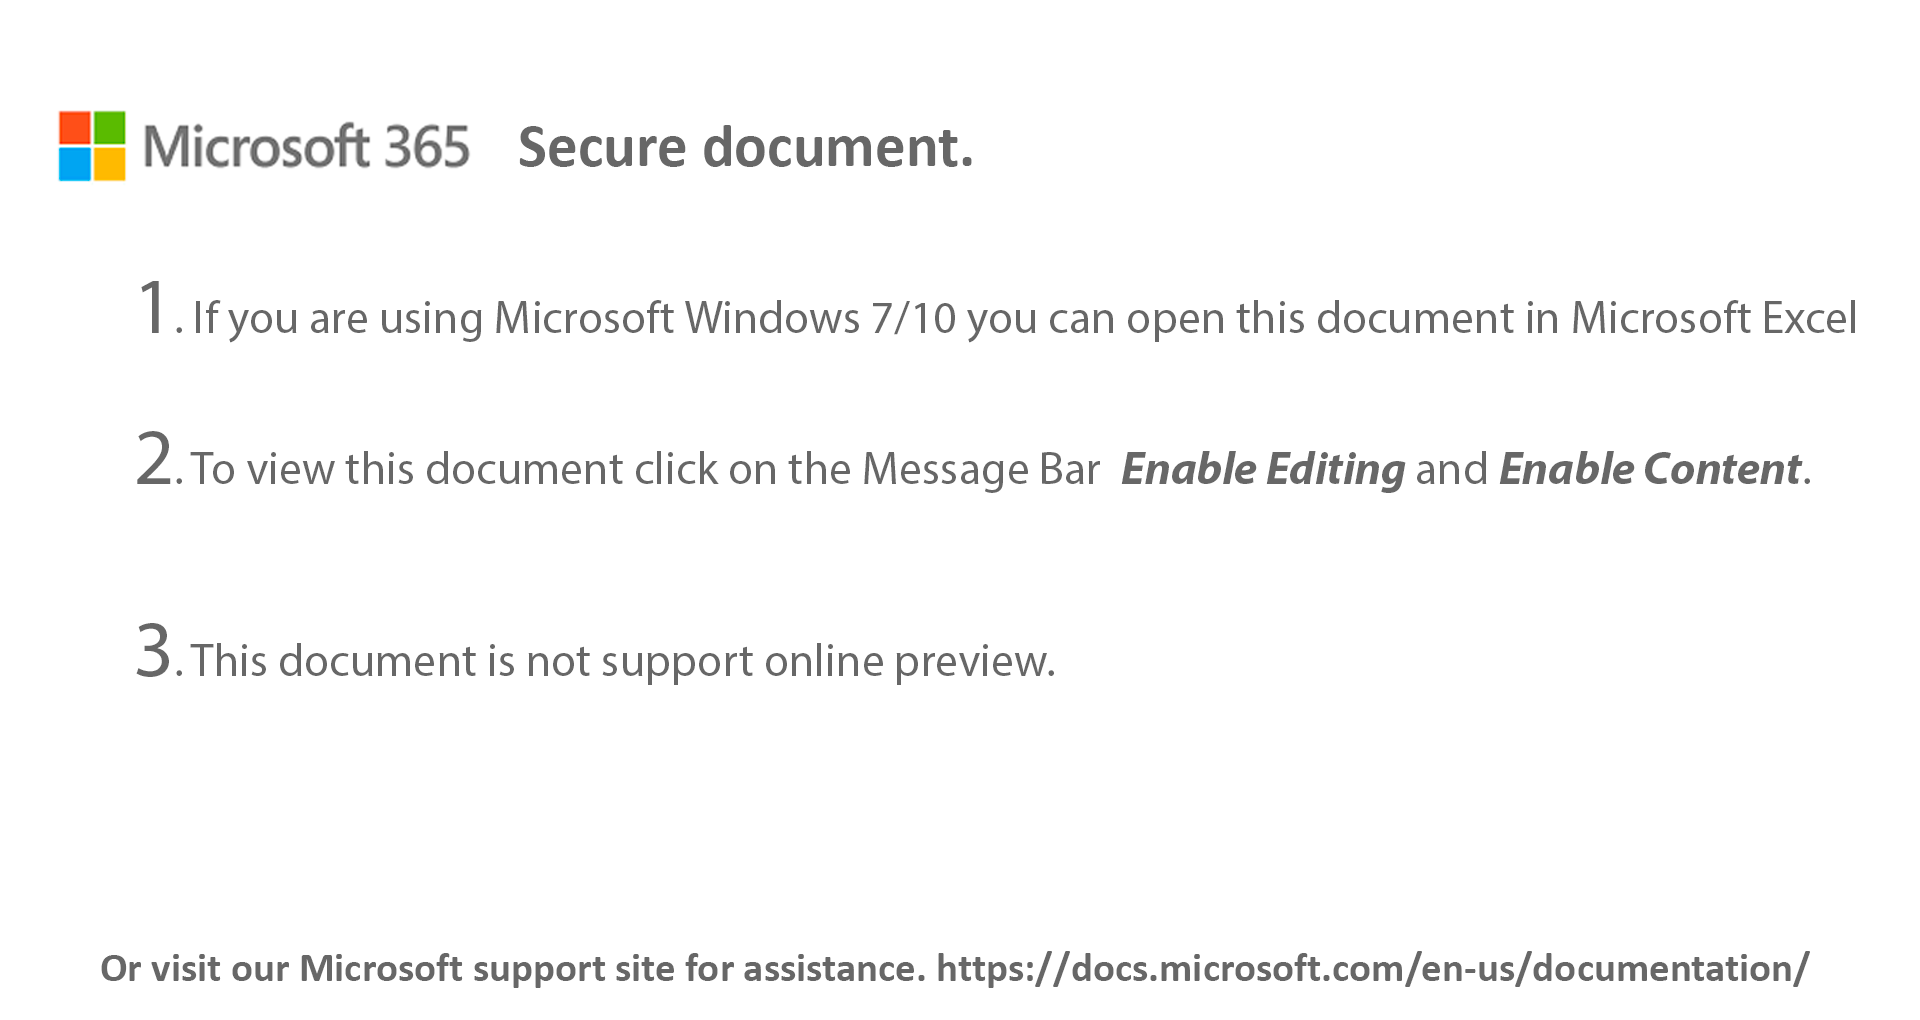 Microsoft 365 Secure document.
1. If you are using Microsoft Windows 7/10 you can open this document in Microsoft Excel
2. To view this document click on the Message Bar Enable Editing and Enable Content.
3. This document is not support online preview.
Or visit our Microsoft support site for assistance. https://docs.microsoft.com/en-us/documentation/